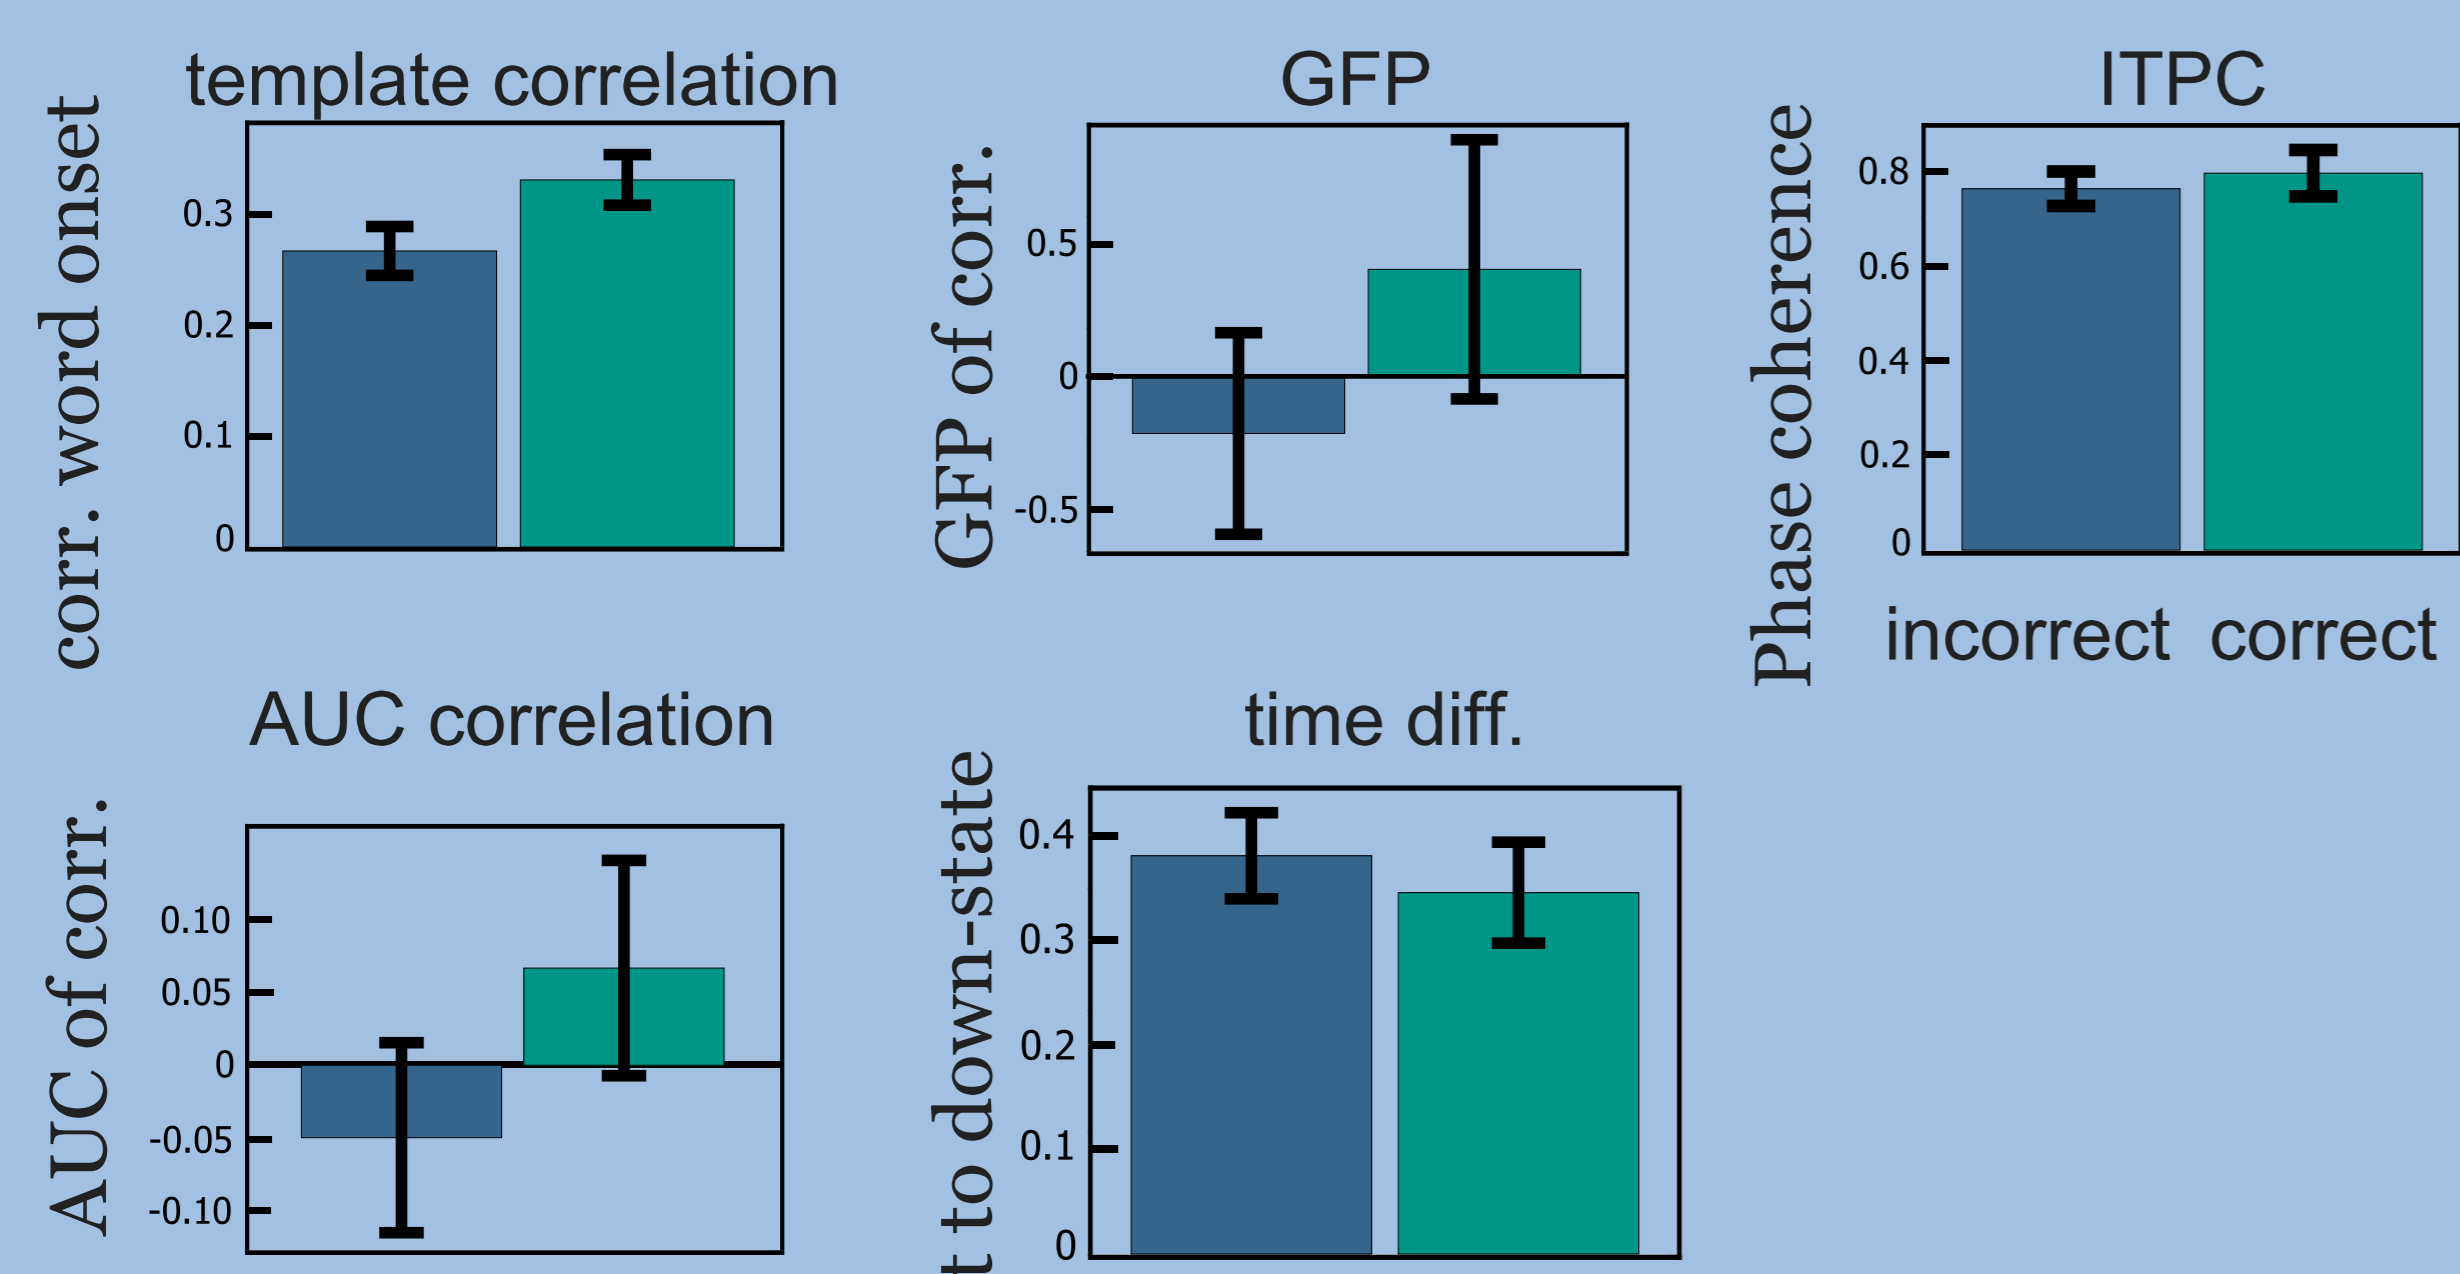 template correlation
corr. word onset
0.3
0.2
0.1
0
GFP
GFP of corr.
0.5
0
-0.5
ITPC
Phase coherence
0.8
0.6
0.4
0.2
0
incorrect correct
AUC correlation
AUC of corr.
0.10
0.05
0
-0.05
-0.10
time diff.
to down-state
0.4
0.3
0.2
0.1
0